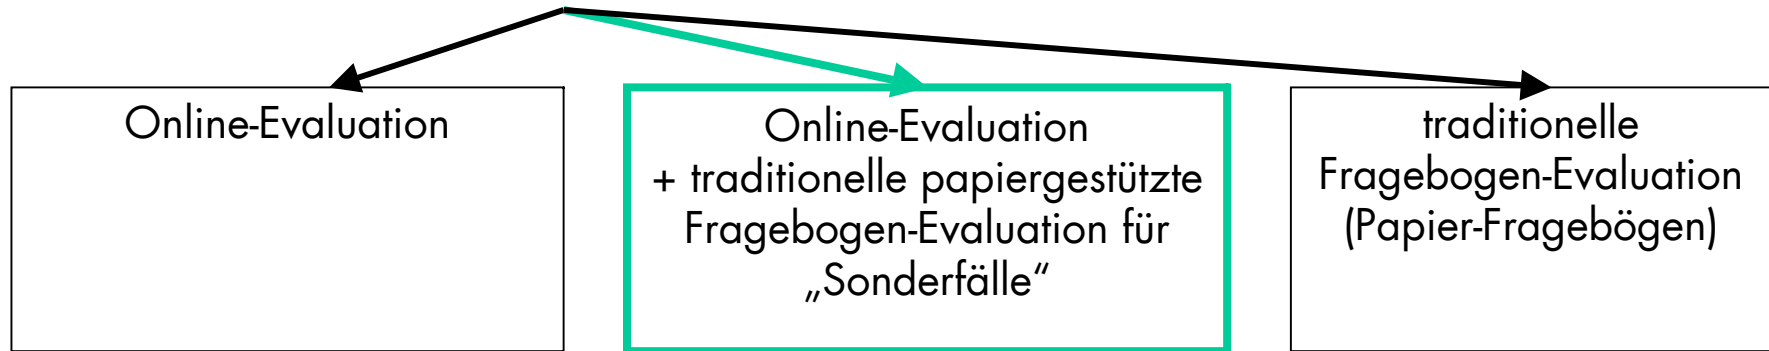 Online-Evaluation
Online-Evaluation
+ traditionelle papiergestützte
Fragebogen-Evaluation für
„Sonderfälle“
traditionelle
Fragebogen-Evaluation
(Papier-Fragebögen)